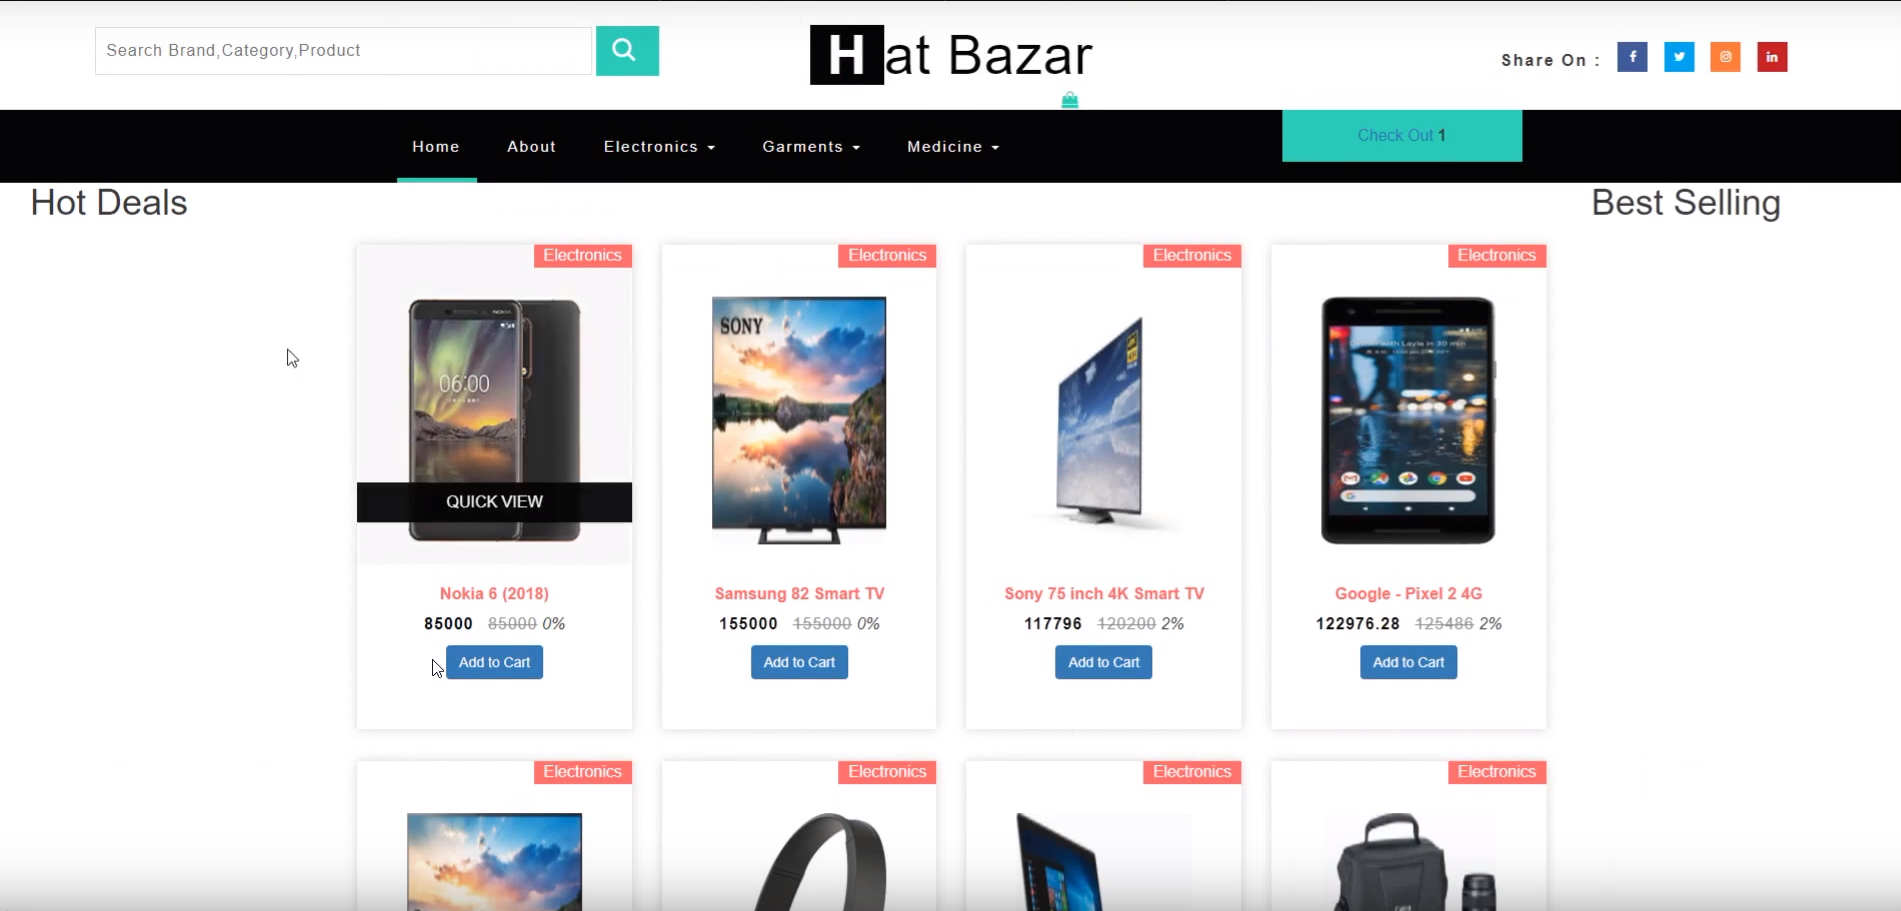 Search Brand,Category,Product
Hat Bazar
Share On :
Home About Electronics Garments Medicine
Check Out 1
Hot Deals
Best Selling
Electronics Electronics Electronics Electronics
NOKIA
SONY
06:00
QUICK VIEW
Nokia 6 (2018) Samsung 82 Smart TV Sony 75 inch 4K Smart TV Google - Pixel 2 4G
85000 85000 0% 155000 155000 0% 117796 120200 2% 122976.28 125486 2%
Add to Cart Add to Cart Add to Cart Add to Cart
Electronics Electronics Electronics Electronics